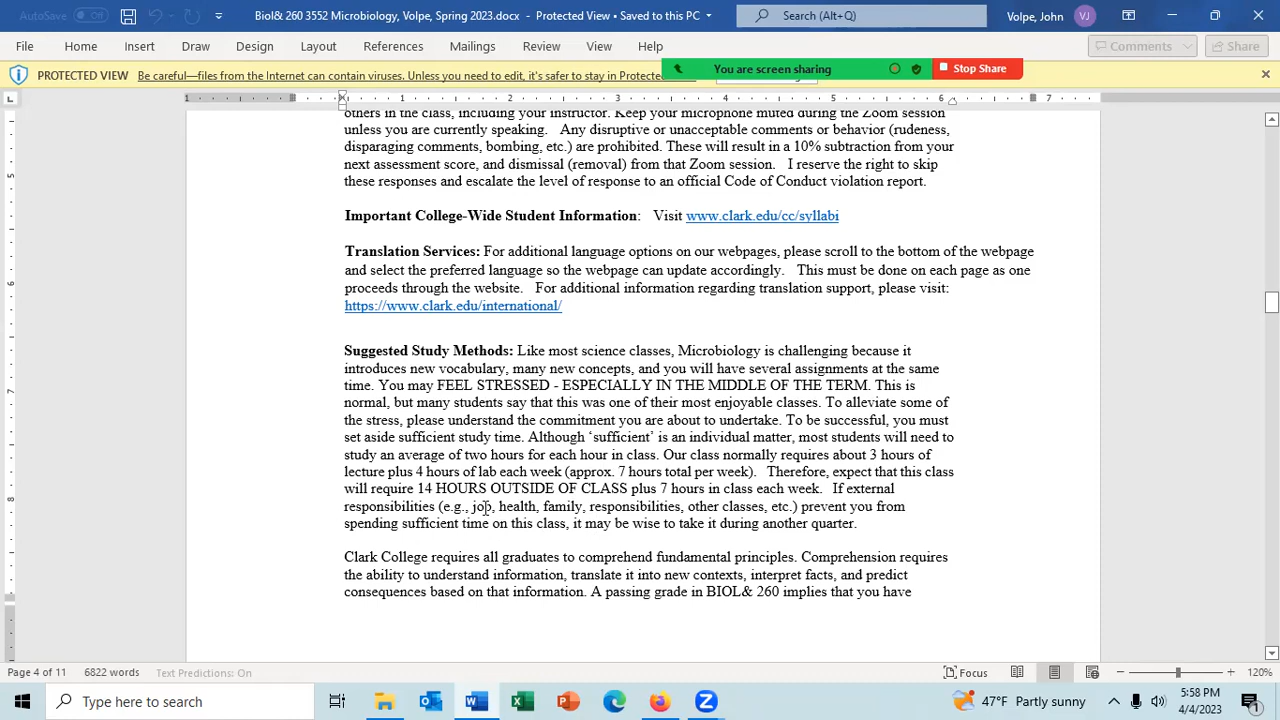 AutoSave Off Biol& 260 3552 Microbiology, Volpe, Spring 2023.docx - Protected View • Saved to this PC Search (Alt+Q) Volpe, John VJ
File Home Insert Draw Design Layout References Mailings Review View Help Comments Share
PROTECTED VIEW Be careful—files from the Internet can contain viruses. Unless you need to edit, it's safer to stay in Protected You are screen sharing Stop Share
1 1 2 3 4 5 6 7
others in the class, including your instructor. Keep your microphone muted during the Zoom session
unless you are currently speaking. Any disruptive or unacceptable comments or behavior (rudeness,
disparaging comments, bombing, etc.) are prohibited. These will result in a 10% subtraction from your
next assessment score, and dismissal (removal) from that Zoom session. I reserve the right to skip
these responses and escalate the level of response to an official Code of Conduct violation report.
Important College-Wide Student Information: Visit www.clark.edu/cc/syllabi
Translation Services: For additional language options on our webpages, please scroll to the bottom of the webpage
and select the preferred language so the webpage can update accordingly. This must be done on each page as one
proceeds through the website. For additional information regarding translation support, please visit:
https://www.clark.edu/international/
Suggested Study Methods: Like most science classes, Microbiology is challenging because it
introduces new vocabulary, many new concepts, and you will have several assignments at the same
time. You may FEEL STRESSED - ESPECIALLY IN THE MIDDLE OF THE TERM. This is
normal, but many students say that this was one of their most enjoyable classes. To alleviate some of
the stress, please understand the commitment you are about to undertake. To be successful, you must
set aside sufficient study time. Although ‘sufficient’ is an individual matter, most students will need to
study an average of two hours for each hour in class. Our class normally requires about 3 hours of
lecture plus 4 hours of lab each week (approx. 7 hours total per week). Therefore, expect that this class
will require 14 HOURS OUTSIDE OF CLASS plus 7 hours in class each week. If external
responsibilities (e.g., job, health, family, responsibilities, other classes, etc.) prevent you from
spending sufficient time on this class, it may be wise to take it during another quarter.
Clark College requires all graduates to comprehend fundamental principles. Comprehension requires
the ability to understand information, translate it into new contexts, interpret facts, and predict
consequences based on that information. A passing grade in BIOL& 260 implies that you have
5
6
7
8
Page 4 of 11 6822 words Text Predictions: On Focus 120%
Type here to search 47°F Partly sunny 5:58 PM
4/4/2023 1